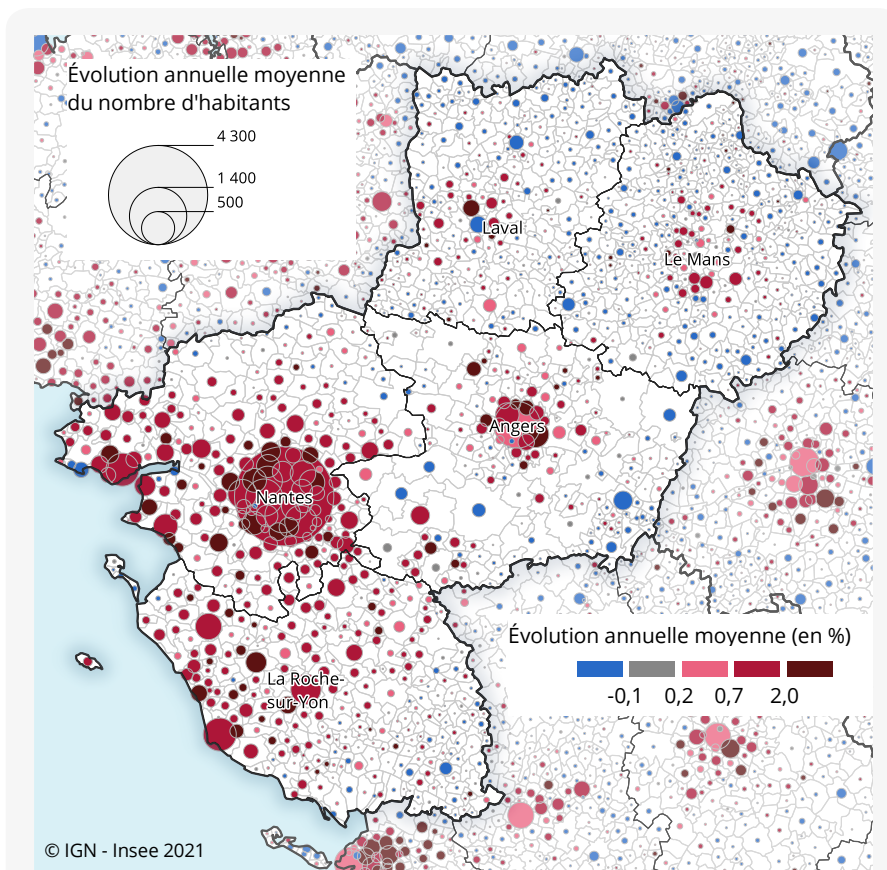 Évolution annuelle moyenne
du nombre d'habitants
4 300
1 400
500
Laval
Le Mans
Angers
Nantes
La Roche-
sur-Yon
Évolution annuelle moyenne (en %)
-0,1 0,2 0,7 2,0
© IGN - Insee 2021